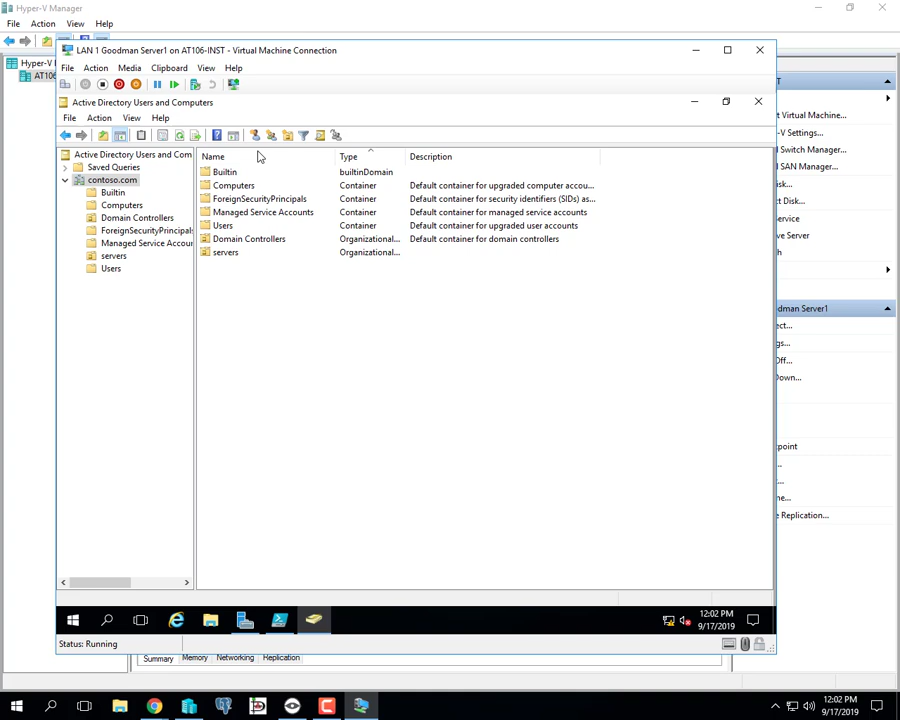 Hyper-V Manager
File Action View Help
Hyper-V
AT106
LAN 1 Goodman Server1 on AT106-INST - Virtual Machine Connection
File Action Media Clipboard View Help
Active Directory Users and Computers
File Action View Help
Active Directory Users and Com
Saved Queries
contoso.com
Builtin
Computers
Domain Controllers
ForeignSecurityPrincipals
Managed Service Accour
servers
Users
Name Type Description
Builtin builtinDomain
Computers Container Default container for upgraded computer accou...
ForeignSecurityPrincipals Container Default container for security identifiers (SIDs) as...
Managed Service Accounts Container Default container for managed service accounts
Users Container Default container for upgraded user accounts
Domain Controllers Organizational... Default container for domain controllers
servers Organizational...
12:02 PM
9/17/2019
Status: Running
Summary Memory Networking Replication
T
t Virtual Machine...
-V Settings...
l Switch Manager...
l SAN Manager...
t Disk...
ervice
ve Server
h
dman Server1
ect...
gs...
Off...
Down...
point
...
...
ne...
e Replication...
12:02 PM
9/17/2019